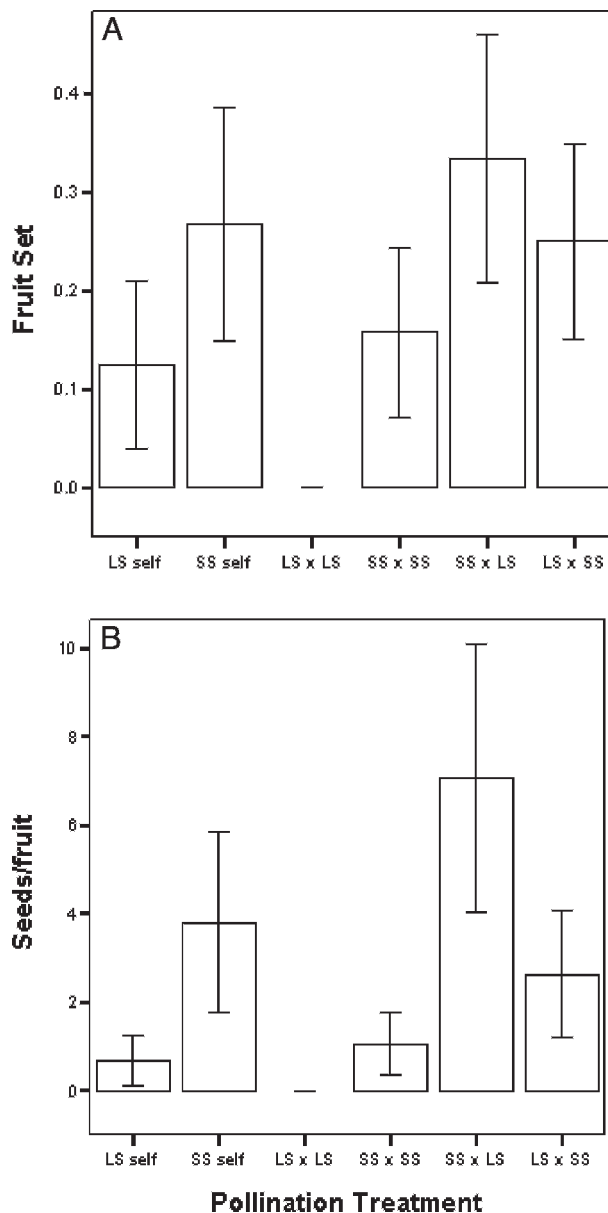 A
Fruit Set
0.4
0.3
0.2
0.1
0.0
LS self SS self LS x LS SS x SS SS x LS LS x SS
B
Seeds/fruit
10
8
6
4
2
0
LS self SS self LS x LS SS x SS SS x LS LS x SS
Pollination Treatment